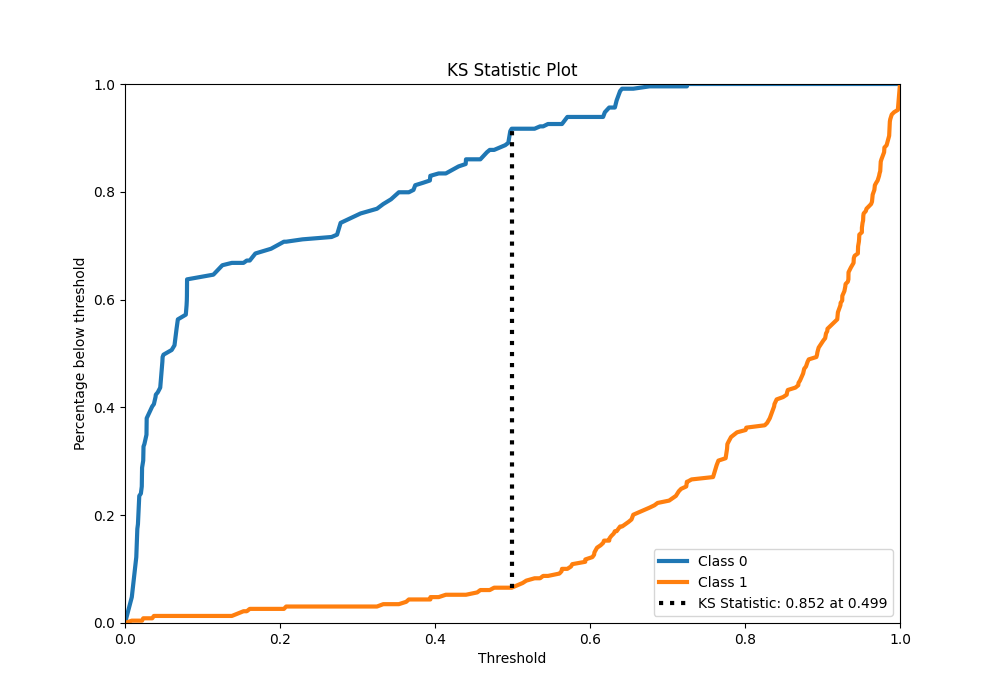 KS Statistic Plot
1.0
0.8
0.6
0.4
0.2
0.0
Percentage below threshold
0.0 0.2 0.4 0.6 0.8 1.0
Threshold
Class 0
Class 1
KS Statistic: 0.852 at 0.499